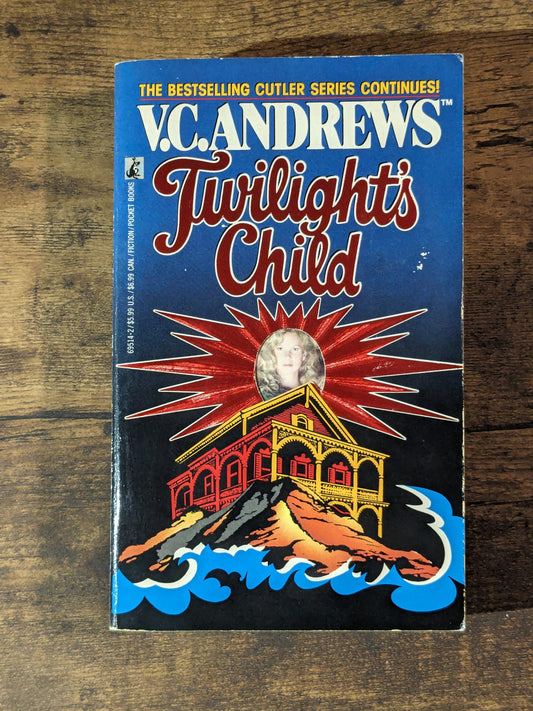 THE BESTSELLING CUTLER SERIES CONTINUES!
V.C. ANDREWS™
Twilight's
Child
69514-2/$5.99 U.S./$6.99 CAN./FICTION/POCKET BOOKS